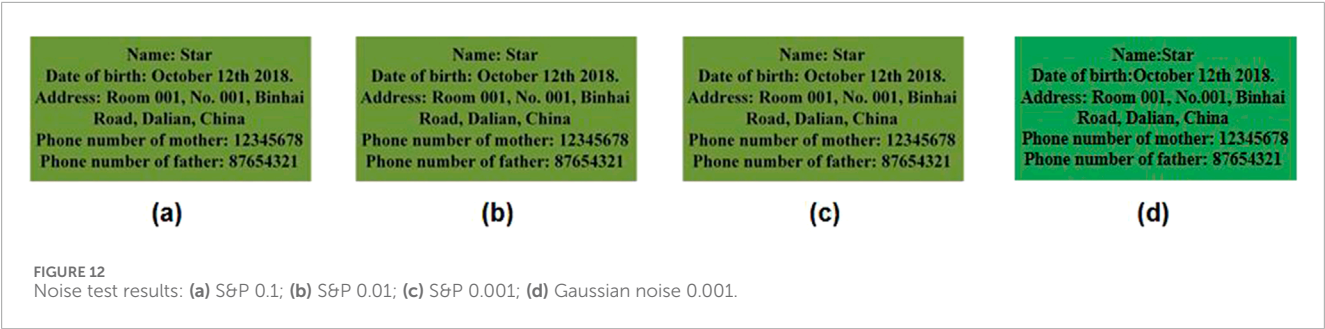 Name: Star
Date of birth: October 12th 2018.
Address: Room 001, No. 001, Binhai
Road, Dalian, China
Phone number of mother: 12345678
Phone number of father: 87654321
(a)
Name: Star
Date of birth: October 12th 2018.
Address: Room 001, No. 001, Binhai
Road, Dalian, China
Phone number of mother: 12345678
Phone number of father: 87654321
(b)
Name: Star
Date of birth: October 12th 2018.
Address: Room 001, No. 001, Binhai
Road, Dalian, China
Phone number of mother: 12345678
Phone number of father: 87654321
(c)
Name:Star
Date of birth:October 12th 2018.
Address: Room 001, No.001, Binhai
Road, Dalian, China
Phone number of mother: 12345678
Phone number of father: 87654321
(d)
FIGURE 12
Noise test results: (a) S&P 0.1; (b) S&P 0.01; (c) S&P 0.001; (d) Gaussian noise 0.001.